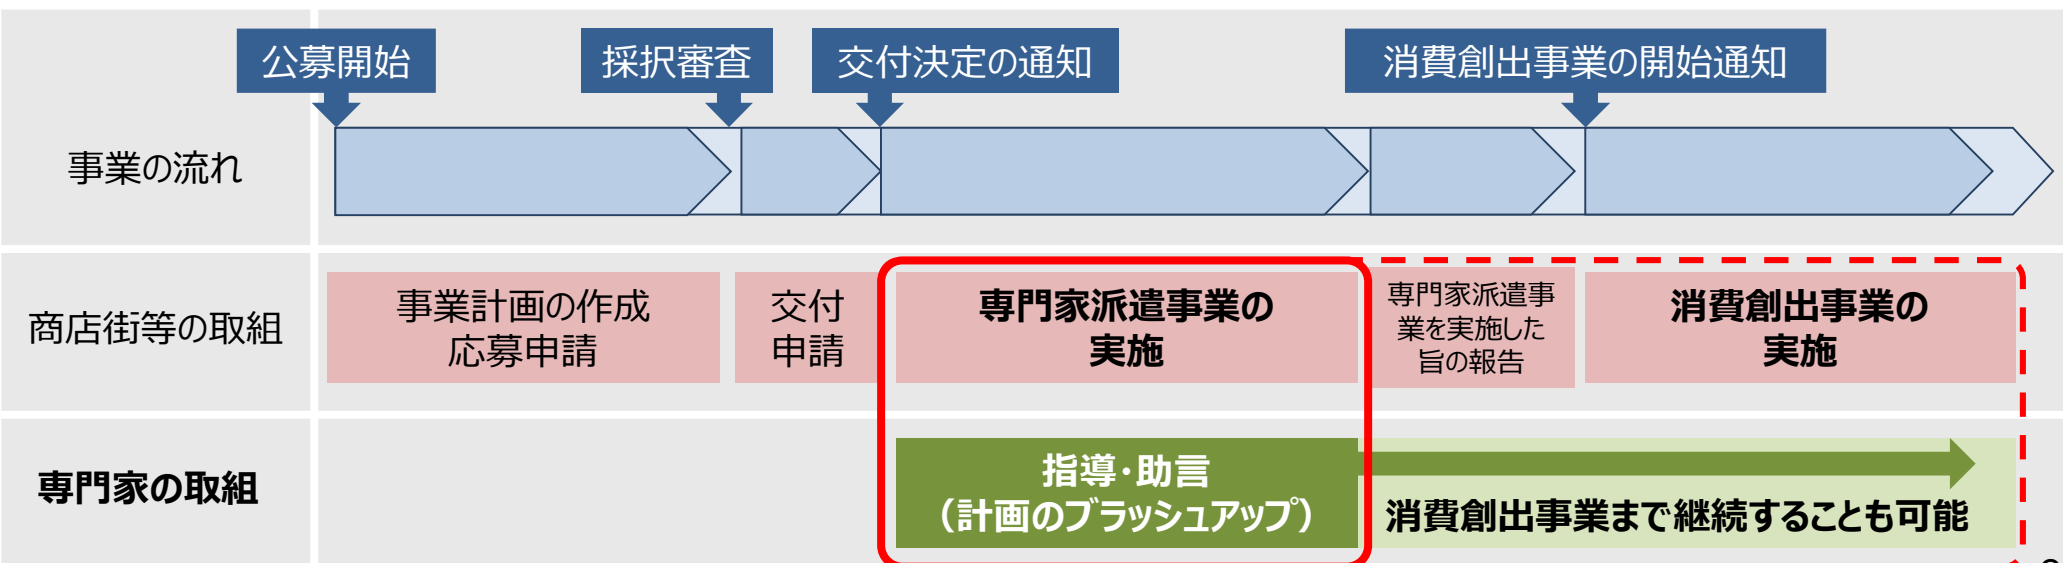 公募開始
採択審査
交付決定の通知
消費創出事業の開始通知
事業の流れ
商店街等の取組
事業計画の作成
応募申請
交付
申請
専門家派遣事業の
実施
専門家派遣事
業を実施した
旨の報告
消費創出事業の
実施
専門家の取組
指導・助言
（計画のブラッシュアップ）
消費創出事業まで継続することも可能